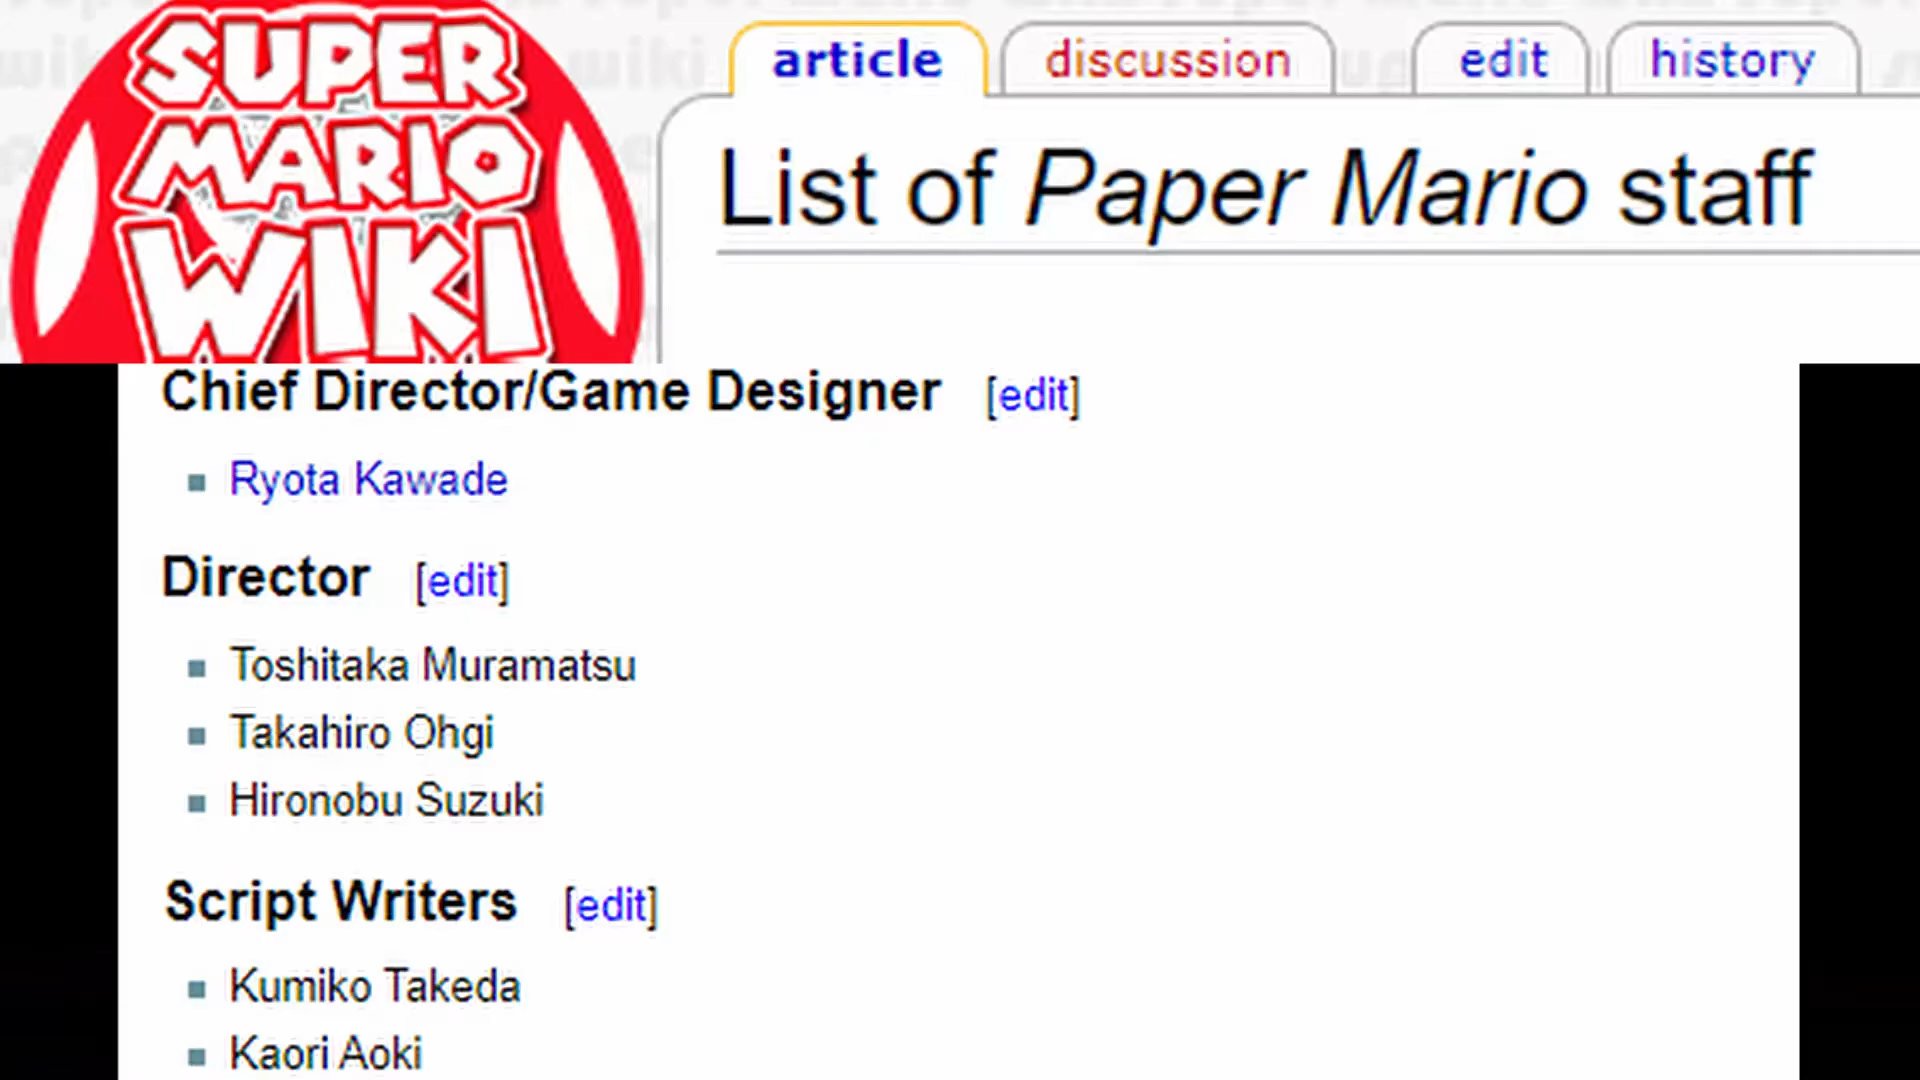 SUPER
MARIO
WIKI
article discussion edit history
List of Paper Mario staff
Chief Director/Game Designer [edit]
Ryota Kawade
Director [edit]
Toshitaka Muramatsu
Takahiro Ohgi
Hironobu Suzuki
Script Writers [edit]
Kumiko Takeda
Kaori Aoki